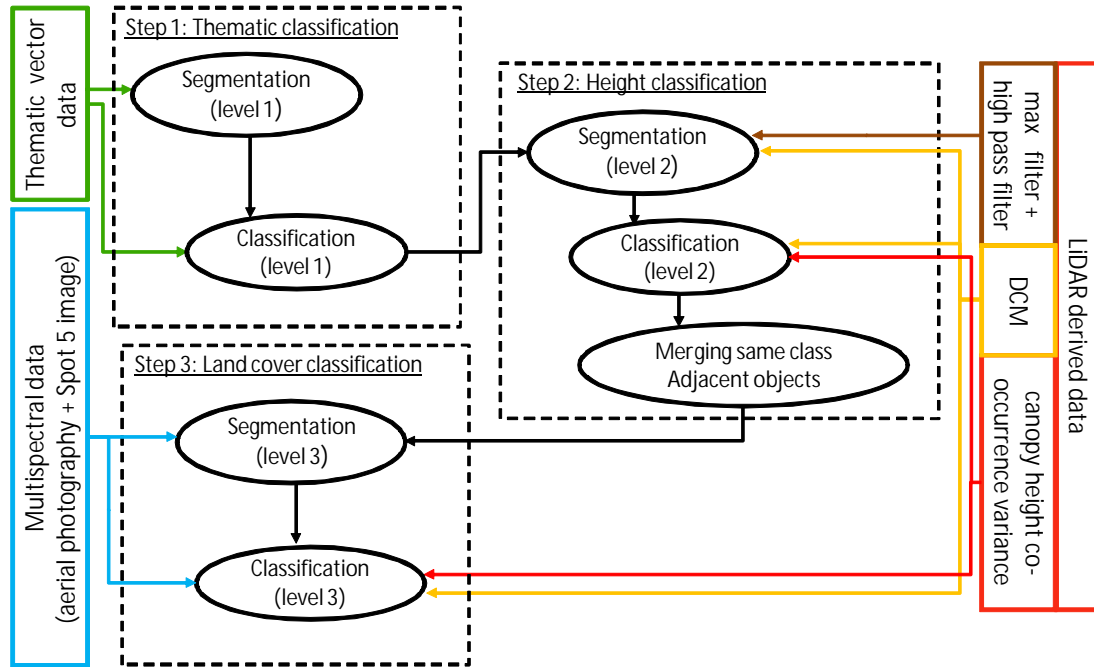 Thematic vector
data
Multispectral data
(aerial photography + Spot 5 image)
Step 1: Thematic classification
Segmentation
(level 1)
Classification
(level 1)
Step 2: Height classification
Segmentation
(level 2)
Classification
(level 2)
Merging same class
Adjacent objects
Step 3: Land cover classification
Segmentation
(level 3)
Classification
(level 3)
max filter +
high pass filter
DCM
canopy height co-
occurrence variance
LiDAR derived data